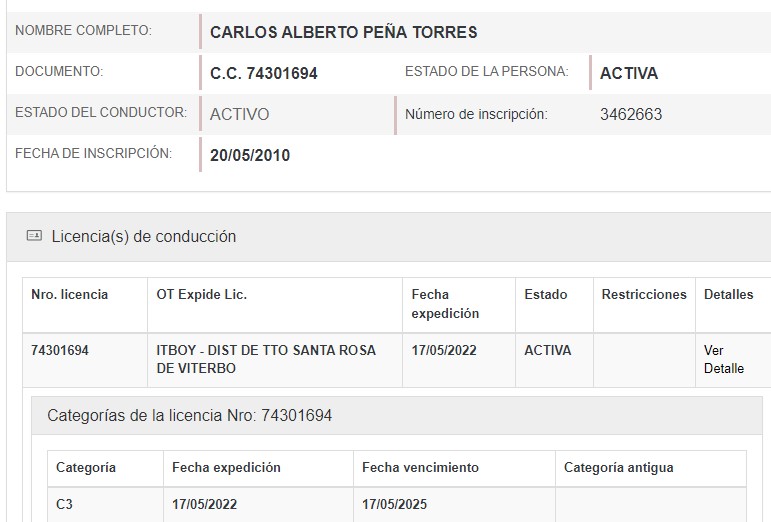 NOMBRE COMPLETO: CARLOS ALBERTO PEÑA TORRES
DOCUMENTO: C.C. 74301694 ESTADO DE LA PERSONA: ACTIVA
ESTADO DEL CONDUCTOR: ACTIVO Número de inscripción: 3462663
FECHA DE INSCRIPCIÓN: 20/05/2010
Licencia(s) de conducción
Nro. licencia OT Expide Lic. Fecha expedición Estado Restricciones Detalles
74301694 ITBOY - DIST DE TTO SANTA ROSA DE VITERBO 17/05/2022 ACTIVA Ver Detalle
Categorías de la licencia Nro: 74301694
Categoría Fecha expedición Fecha vencimiento Categoría antigua
C3 17/05/2022 17/05/2025